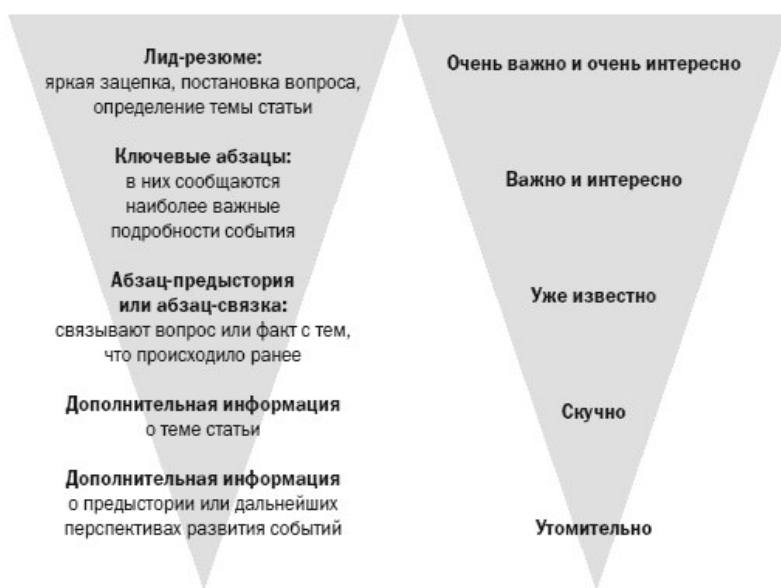 Лид-резюме:
яркая зацепка, постановка вопроса,
определение темы статьи
Ключевые абзацы:
в них сообщаются
наиболее важные
подробности события
Абзац-предыстория
или абзац-связка:
связывают вопрос или факт с тем,
что происходило ранее
Дополнительная информация
о теме статьи
Дополнительная информация
о предыстории или дальнейших
перспективах развития событий
Очень важно и очень интересно
Важно и интересно
Уже известно
Скучно
Утомительно